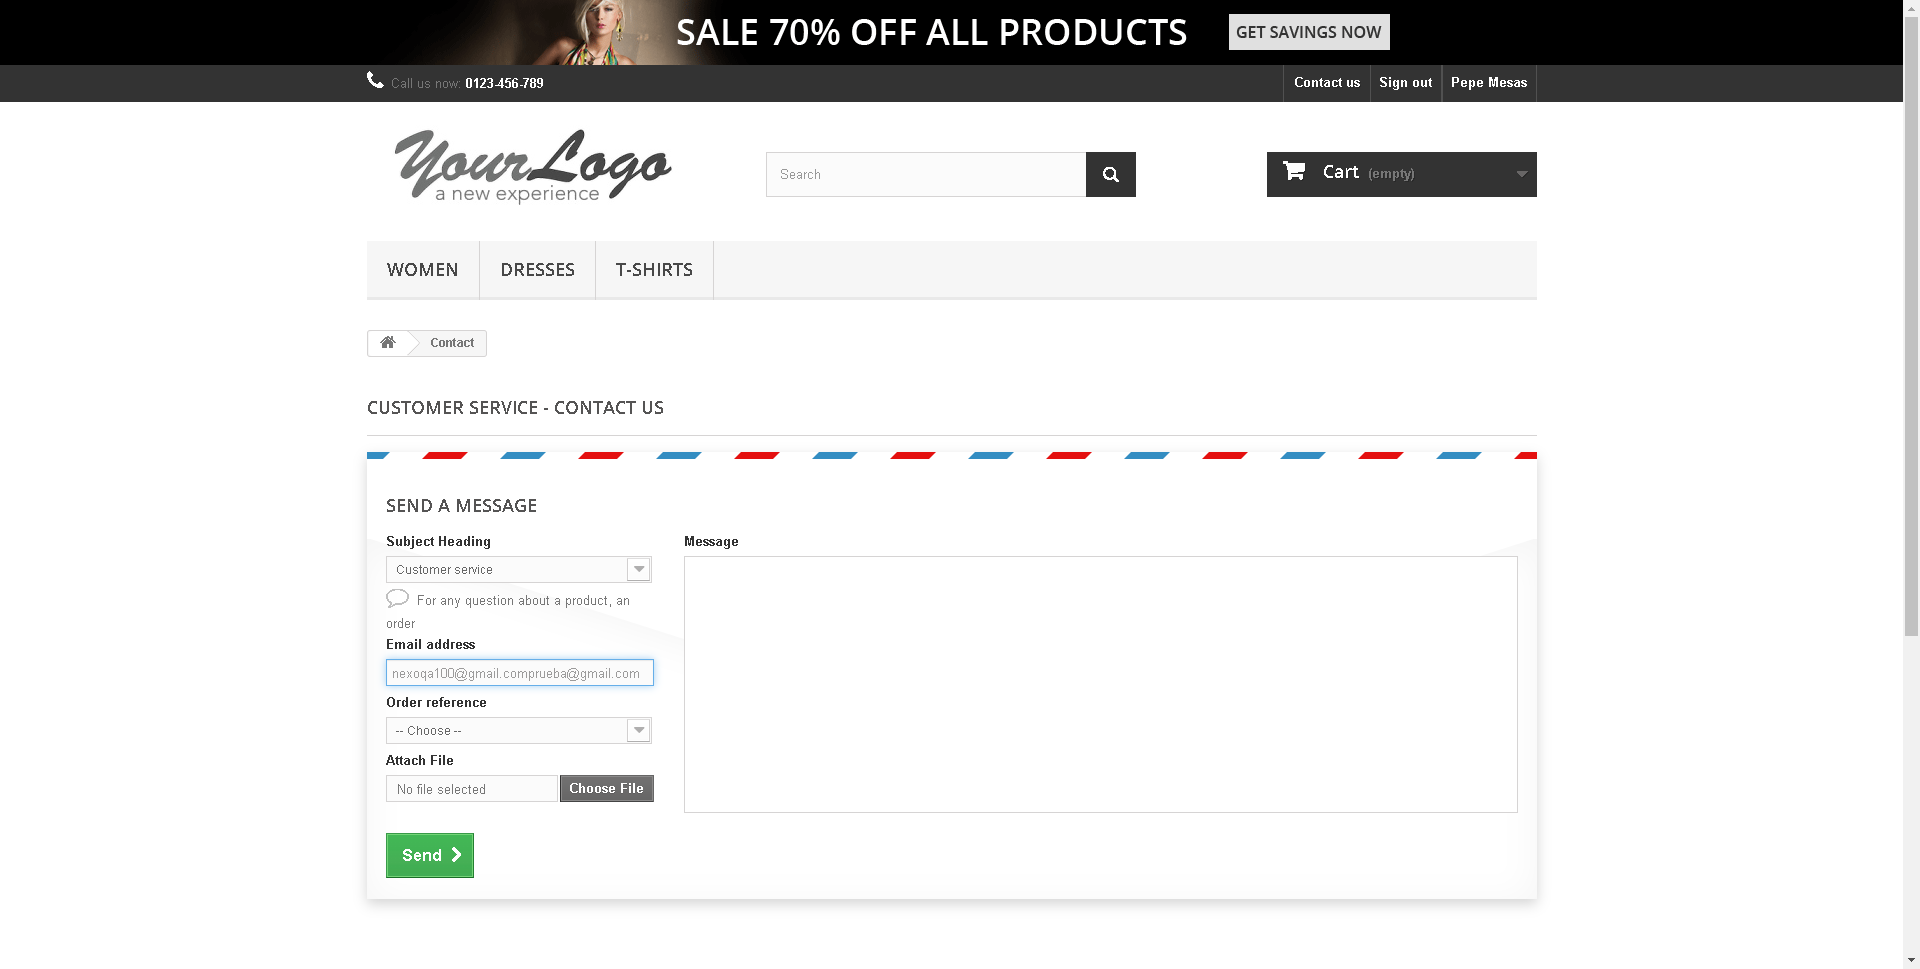 SALE 70% OFF ALL PRODUCTS GET SAVINGS NOW
Call us now: 0123-456-789 Contact us Sign out Pepe Mesas
YourLogo
a new experience
Search
Cart (empty)
WOMEN DRESSES T-SHIRTS
Contact
CUSTOMER SERVICE - CONTACT US
SEND A MESSAGE
Subject Heading
Customer service
For any question about a product, an
order
Email address
nexoqa100@gmail.comprueba@gmail.com
Order reference
-- Choose --
Attach File
No file selected Choose File
Message
Send